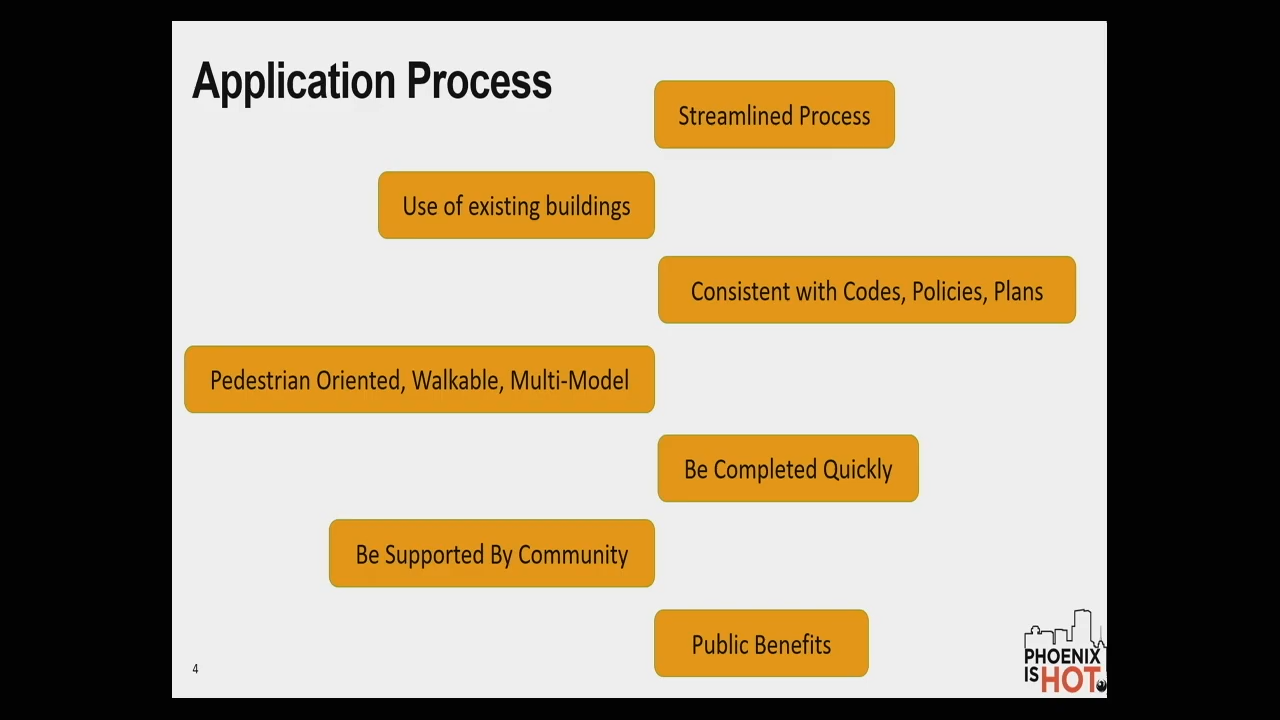 Application Process
Streamlined Process
Use of existing buildings
Consistent with Codes, Policies, Plans
Pedestrian Oriented, Walkable, Multi-Model
Be Completed Quickly
Be Supported By Community
Public Benefits
4
PHOENIX
IS HOT